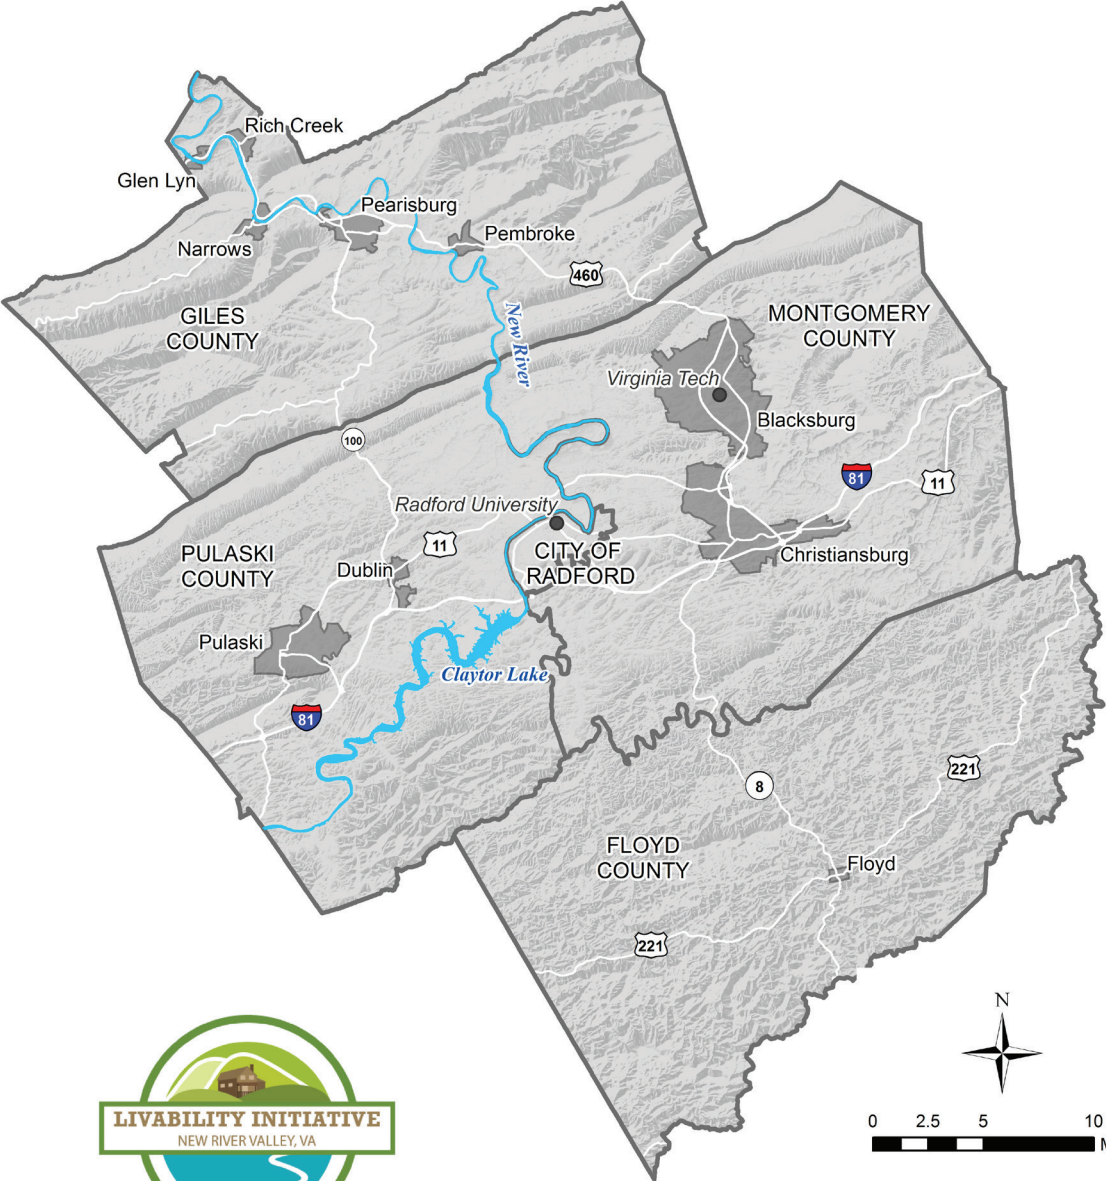 Rich Creek
Glen Lyn
Pearisburg
Narrows
Pembroke
460
GILES
COUNTY
New River
MONTGOMERY
COUNTY
Virginia Tech
Blacksburg
100
81
11
Radford University
11
CITY OF
RADFORD
Christiansburg
PULASKI
COUNTY
Dublin
Pulaski
Claytor Lake
81
221
8
FLOYD
COUNTY
Floyd
221
N
LIVABILITY INITIATIVE
NEW RIVER VALLEY, VA
0 2.5 5 10